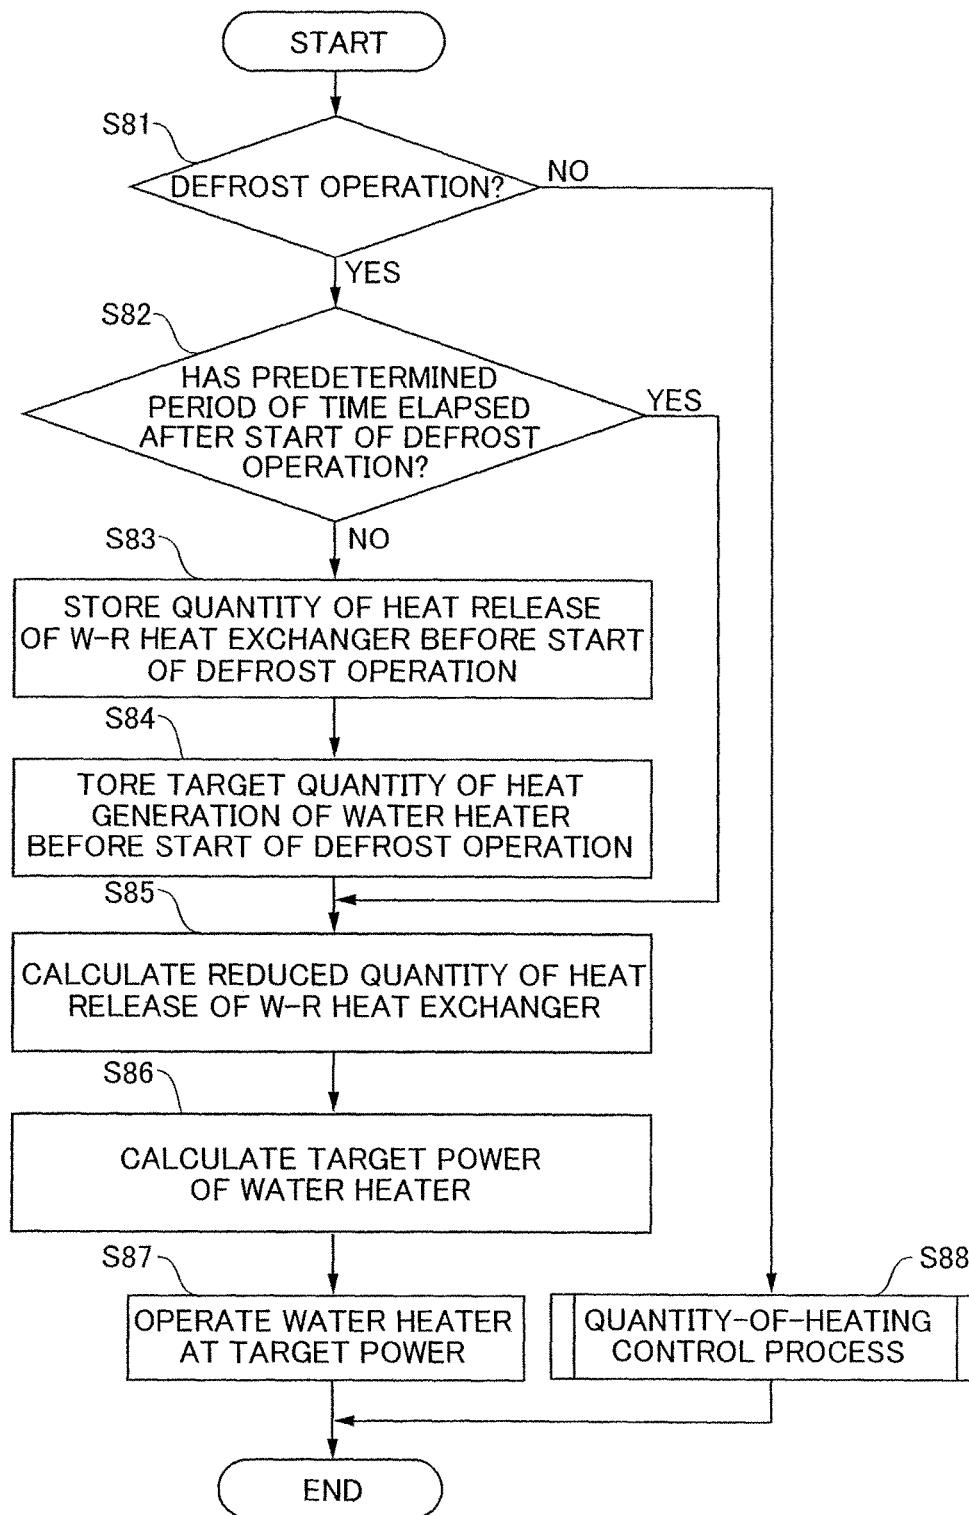 START
S81
DEFROST OPERATION?
NO
YES
S82
HAS PREDETERMINED
PERIOD OF TIME ELAPSED
AFTER START OF DEFROST
OPERATION?
YES
NO
S83
STORE QUANTITY OF HEAT RELEASE
OF W-R HEAT EXCHANGER BEFORE START
OF DEFROST OPERATION
S84
TORE TARGET QUANTITY OF HEAT
GENERATION OF WATER HEATER
BEFORE START OF DEFROST OPERATION
S85
CALCULATE REDUCED QUANTITY OF HEAT
RELEASE OF W-R HEAT EXCHANGER
S86
CALCULATE TARGET POWER
OF WATER HEATER
S87
OPERATE WATER HEATER
AT TARGET POWER
S88
QUANTITY-OF-HEATING
CONTROL PROCESS
END